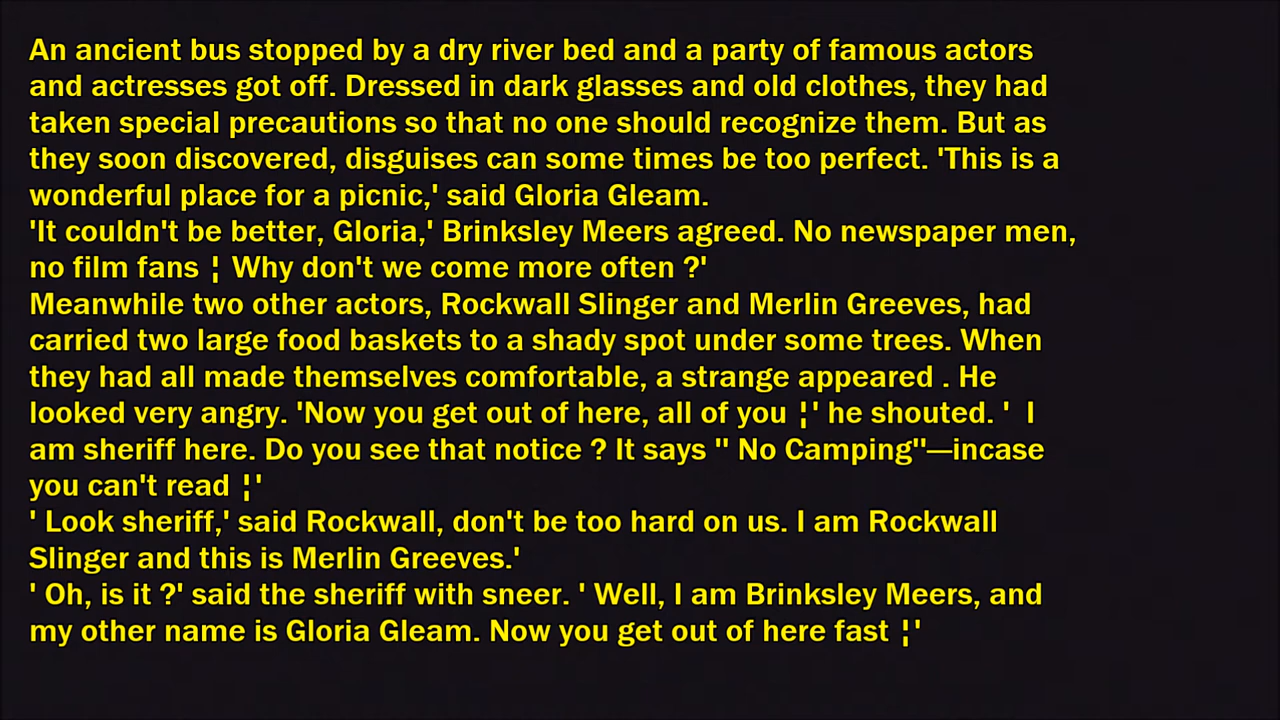 An ancient bus stopped by a dry river bed and a party of famous actors
and actresses got off. Dressed in dark glasses and old clothes, they had
taken special precautions so that no one should recognize them. But as
they soon discovered, disguises can some times be too perfect. 'This is a
wonderful place for a picnic,' said Gloria Gleam.
'It couldn't be better, Gloria,' Brinksley Meers agreed. No newspaper men,
no film fans ¦ Why don't we come more often ?'
Meanwhile two other actors, Rockwall Slinger and Merlin Greeves, had
carried two large food baskets to a shady spot under some trees. When
they had all made themselves comfortable, a strange appeared . He
looked very angry. 'Now you get out of here, all of you ¦' he shouted. '  I
am sheriff here. Do you see that notice ? It says " No Camping"—incase
you can't read ¦'
' Look sheriff,' said Rockwall, don't be too hard on us. I am Rockwall
Slinger and this is Merlin Greeves.'
' Oh, is it ?' said the sheriff with sneer. ' Well, I am Brinksley Meers, and
my other name is Gloria Gleam. Now you get out of here fast ¦'